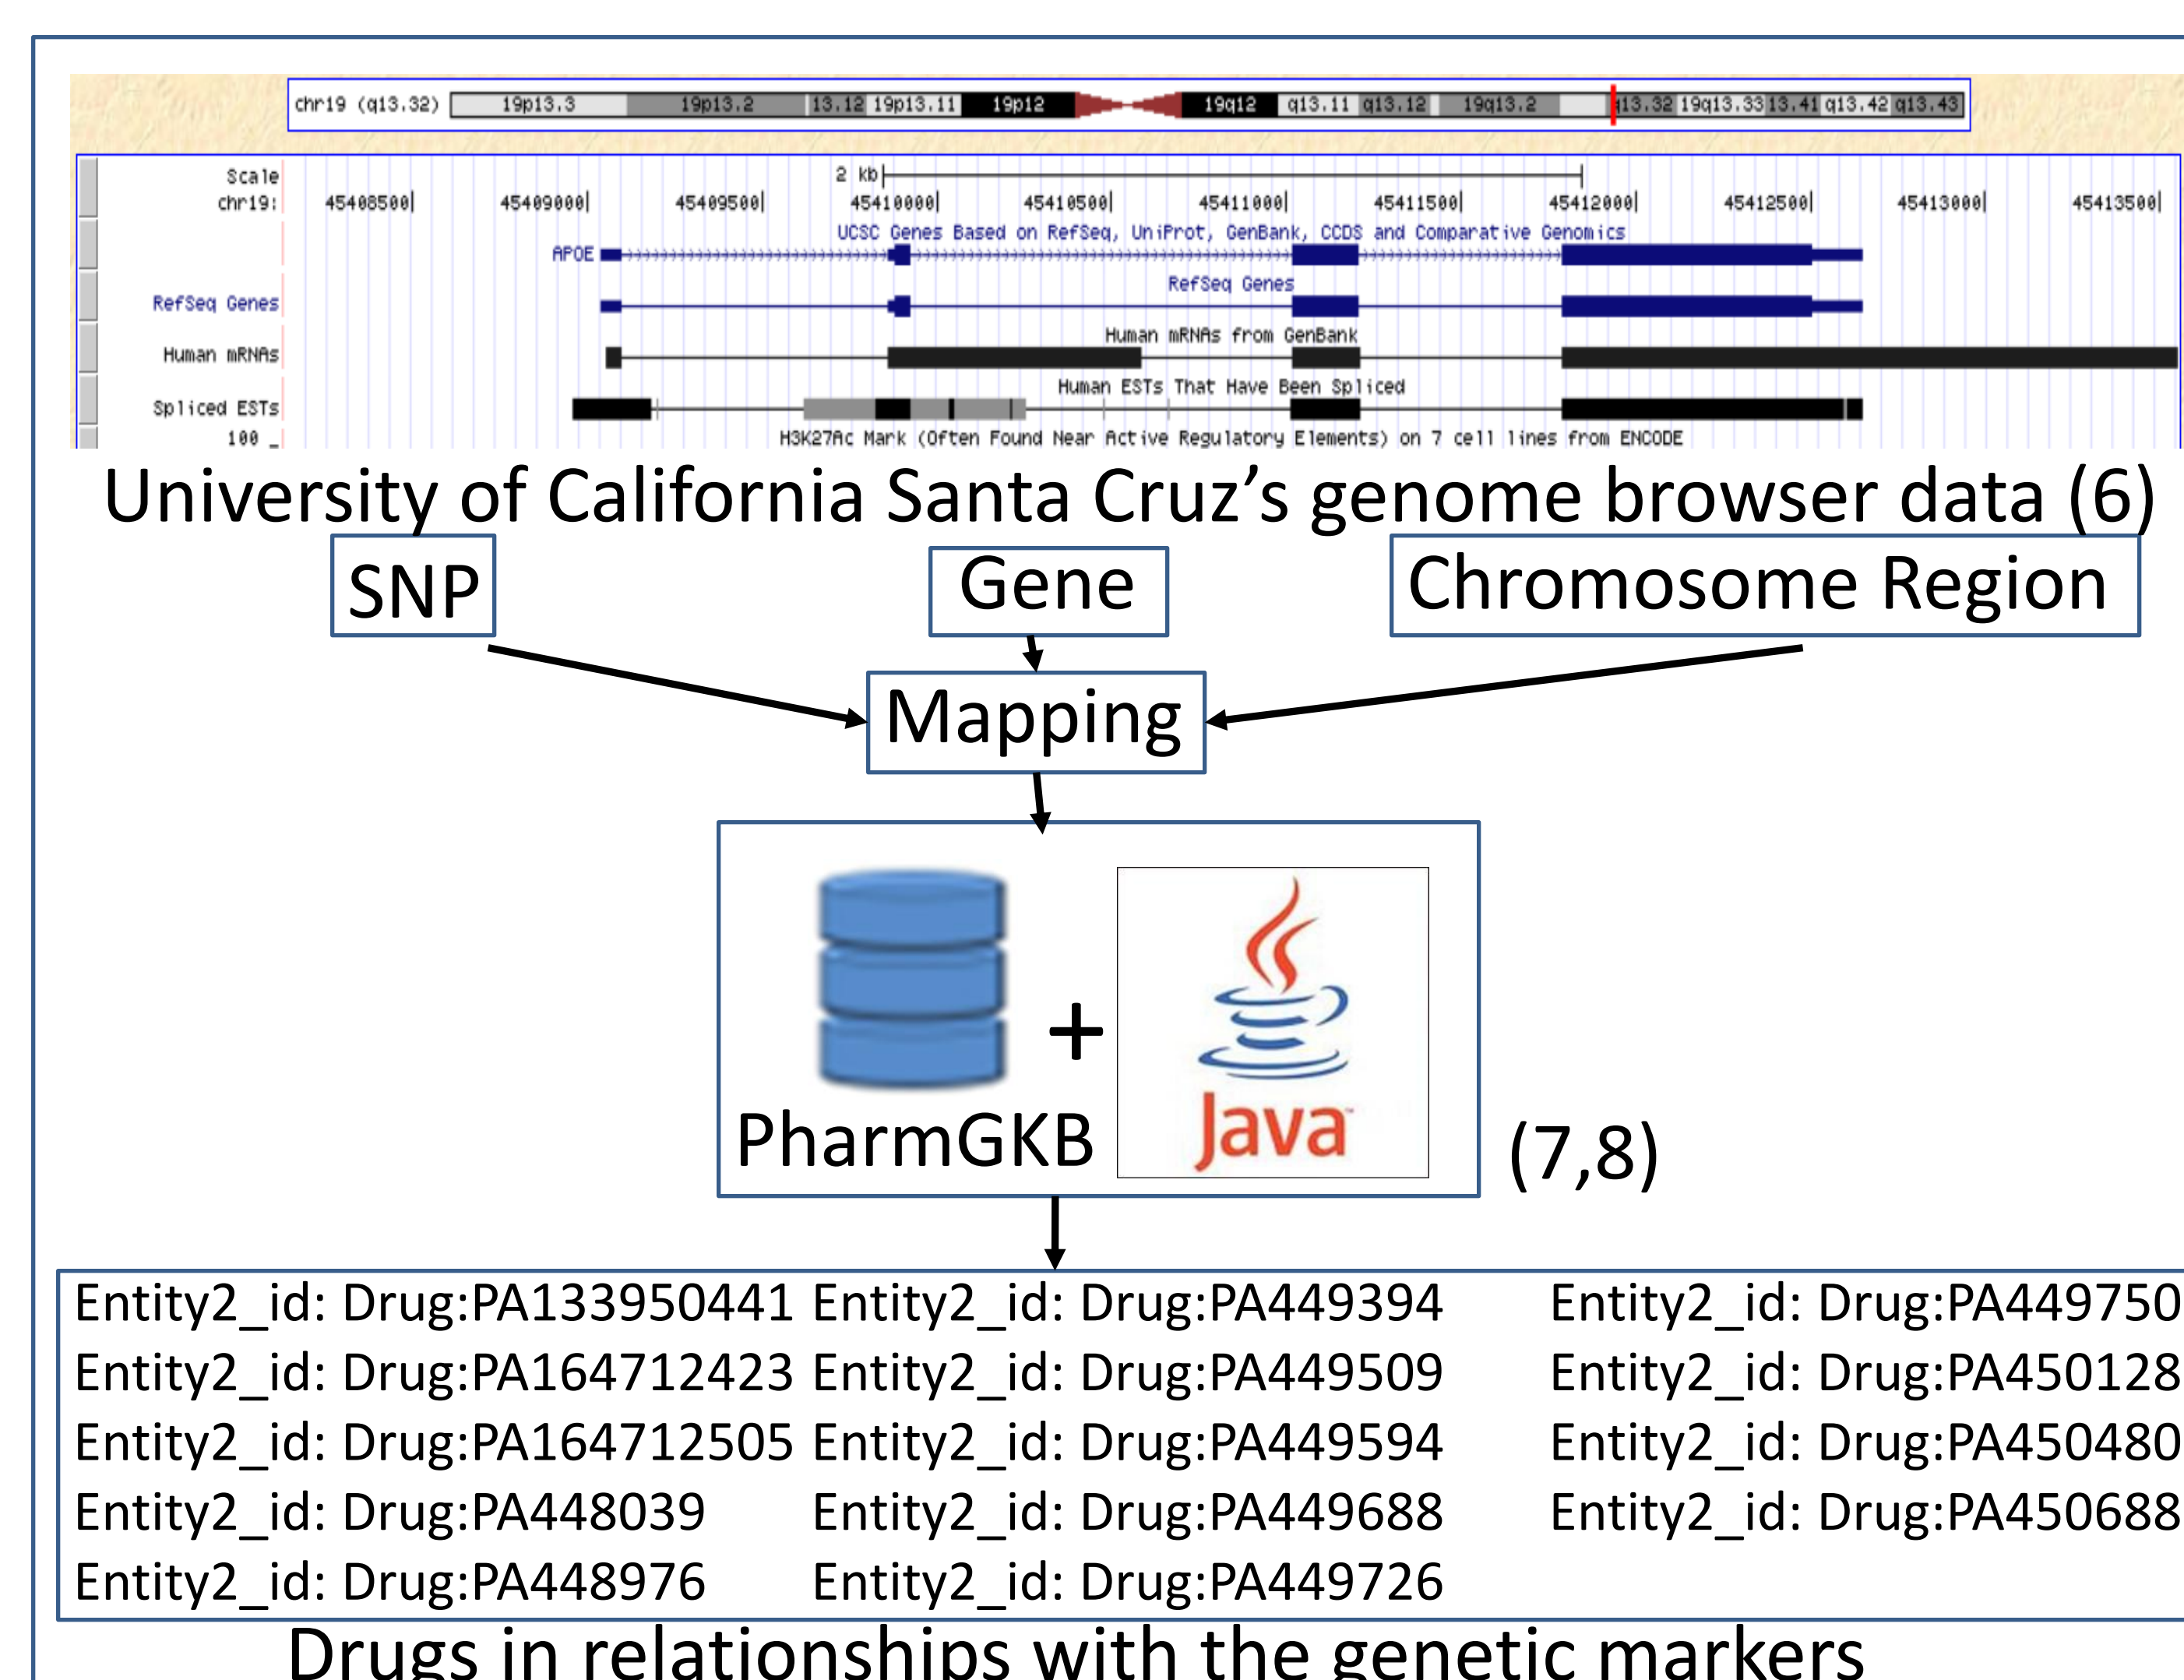 chr19 (q13.32) 19p13.3 19p13.2 13.12 19p13.11 19p12 19q12 q13.11 q13.12 19q13.2 q13.32 19q13.33 13.41 q13.42 q13.43
Scale 2 kb
chr19: 45408500 45409000 45409500 45410000 45410500 45411000 45411500 45412000 45412500 45413000 45413500
UCSC Genes Based on RefSeq, UniProt, GenBank, CCDS and Comparative Genomics
APOE
RefSeq Genes
RefSeq Genes
Human mRNAs from GenBank
Human mRNAs
Human ESTs That Have Been Spliced
Spliced ESTs
H3K27Ac Mark (Often Found Near Active Regulatory Elements) on 7 cell lines from ENCODE
100 _
University of California Santa Cruz’s genome browser data (6)
SNP Gene Chromosome Region
Mapping
+
PharmGKB Java™ (7,8)
Entity2_id: Drug:PA133950441 Entity2_id: Drug:PA449394 Entity2_id: Drug:PA449750
Entity2_id: Drug:PA164712423 Entity2_id: Drug:PA449509 Entity2_id: Drug:PA450128
Entity2_id: Drug:PA164712505 Entity2_id: Drug:PA449594 Entity2_id: Drug:PA450480
Entity2_id: Drug:PA448039 Entity2_id: Drug:PA449688 Entity2_id: Drug:PA450688
Entity2_id: Drug:PA448976 Entity2_id: Drug:PA449726
Drugs in relationships with the genetic markers